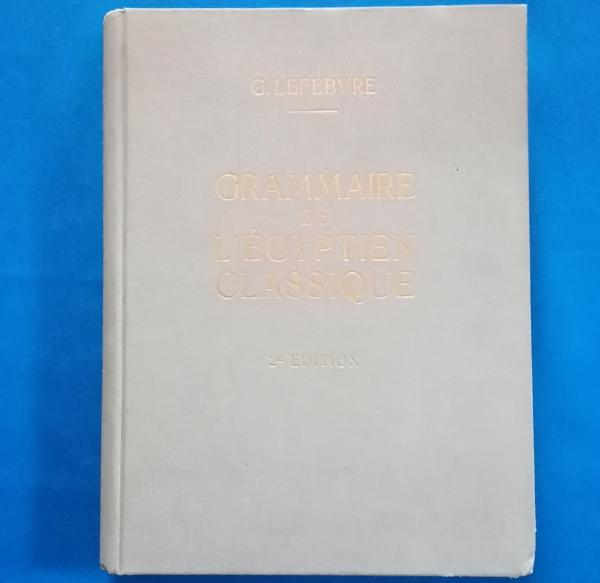 G. LEFEBVRE
GRAMMAIRE
DE
L'ÉGYPTIEN
CLASSIQUE
2e ÉDITION